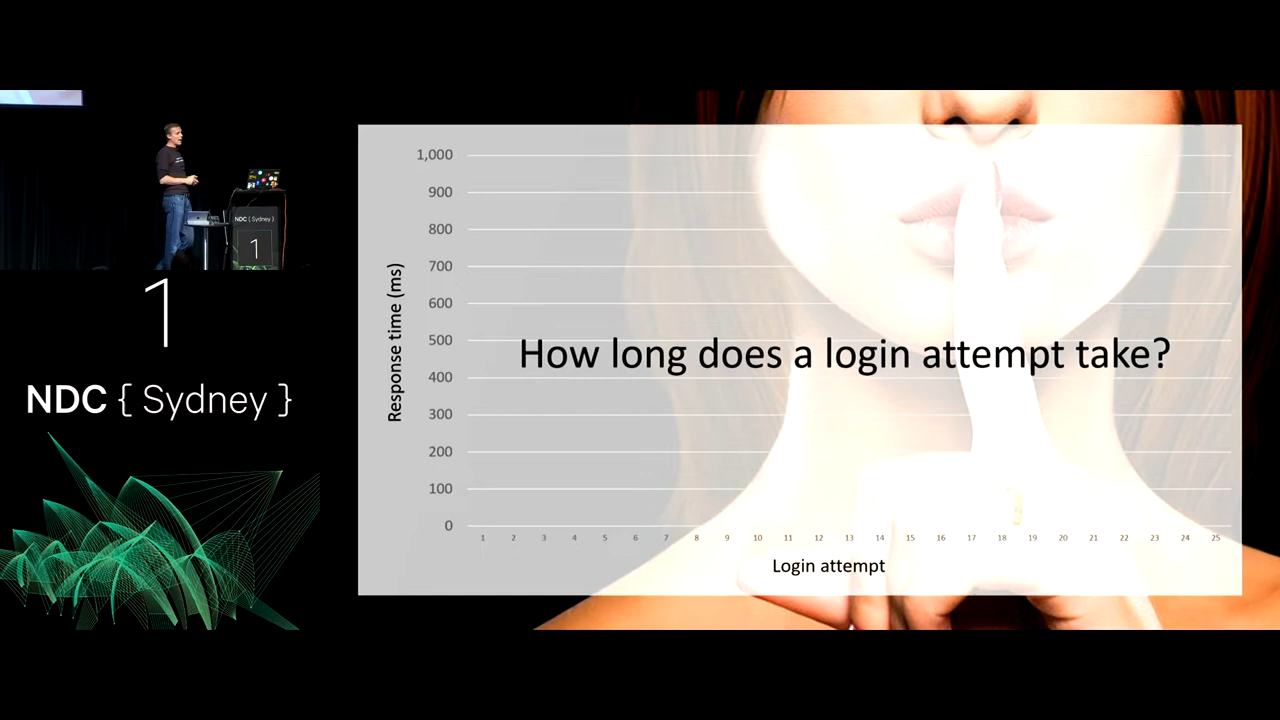 NDC { Sydney }
1
1
NDC { Sydney }
How long does a login attempt take?
Response time (ms)
1,000
900
800
700
600
500
400
300
200
100
0
1 2 3 4 5 6 7 8 9 10 11 12 13 14 15 16 17 18 19 20 21 22 23 24 25
Login attempt